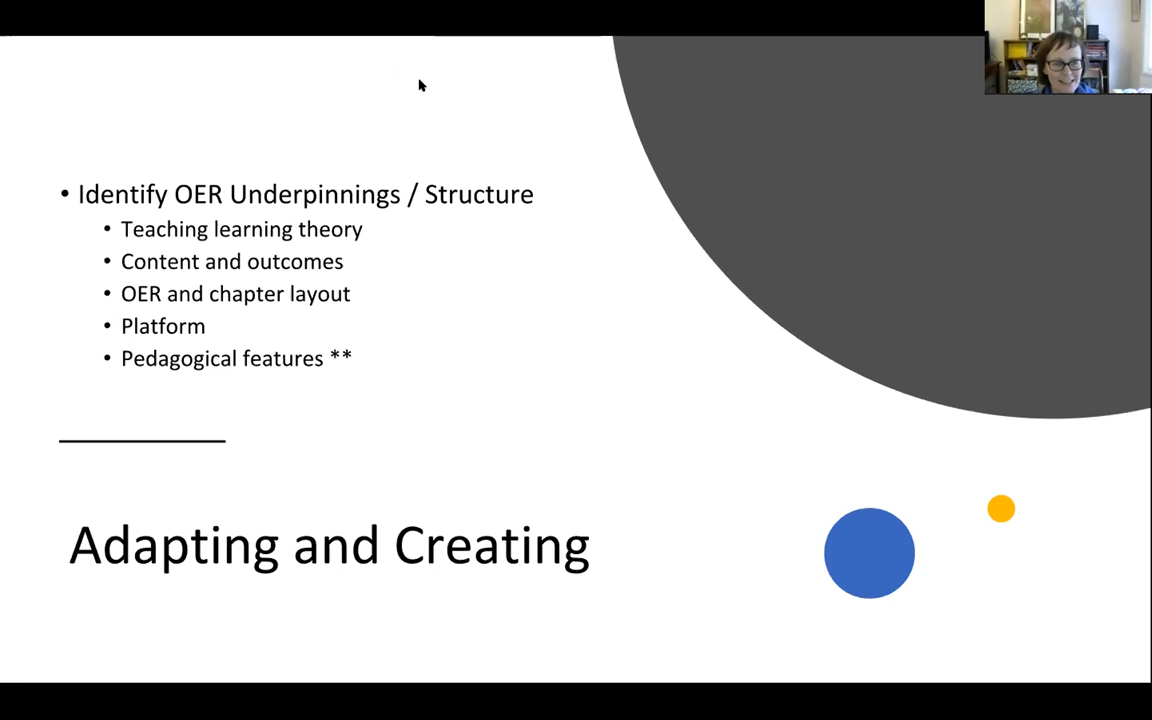 • Identify OER Underpinnings / Structure
• Teaching learning theory
• Content and outcomes
• OER and chapter layout
• Platform
• Pedagogical features **
Adapting and Creating